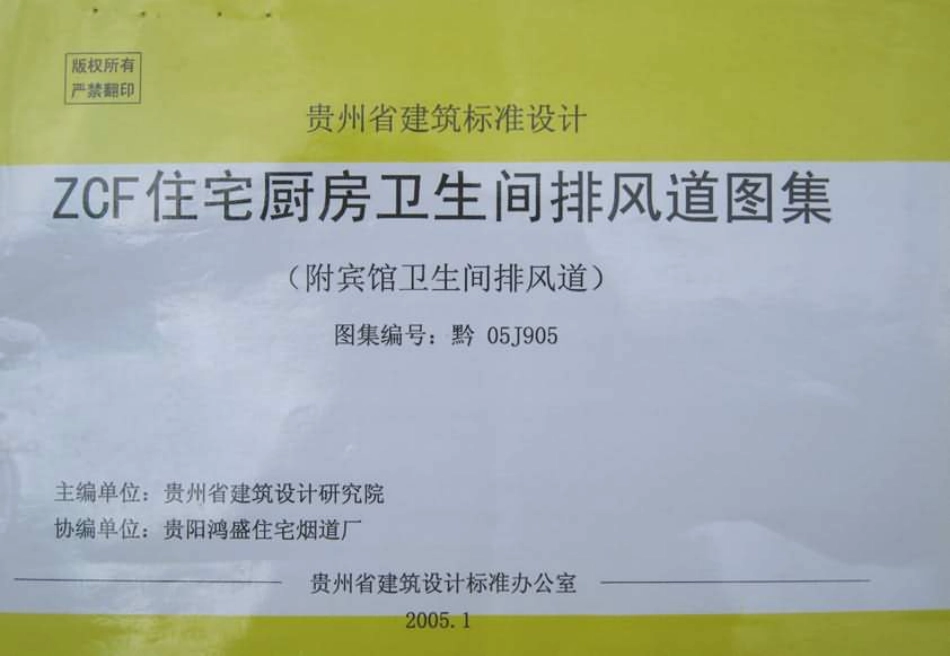 版权所有
严禁翻印
贵州省建筑标准设计
ZCF住宅厨房卫生间排风道图集
（附宾馆卫生间排风道）
图集编号：黔 05J905
主编单位：贵州省建筑设计研究院
协编单位：贵阳鸿盛住宅烟道厂
贵州省建筑设计标准办公室
2005.1